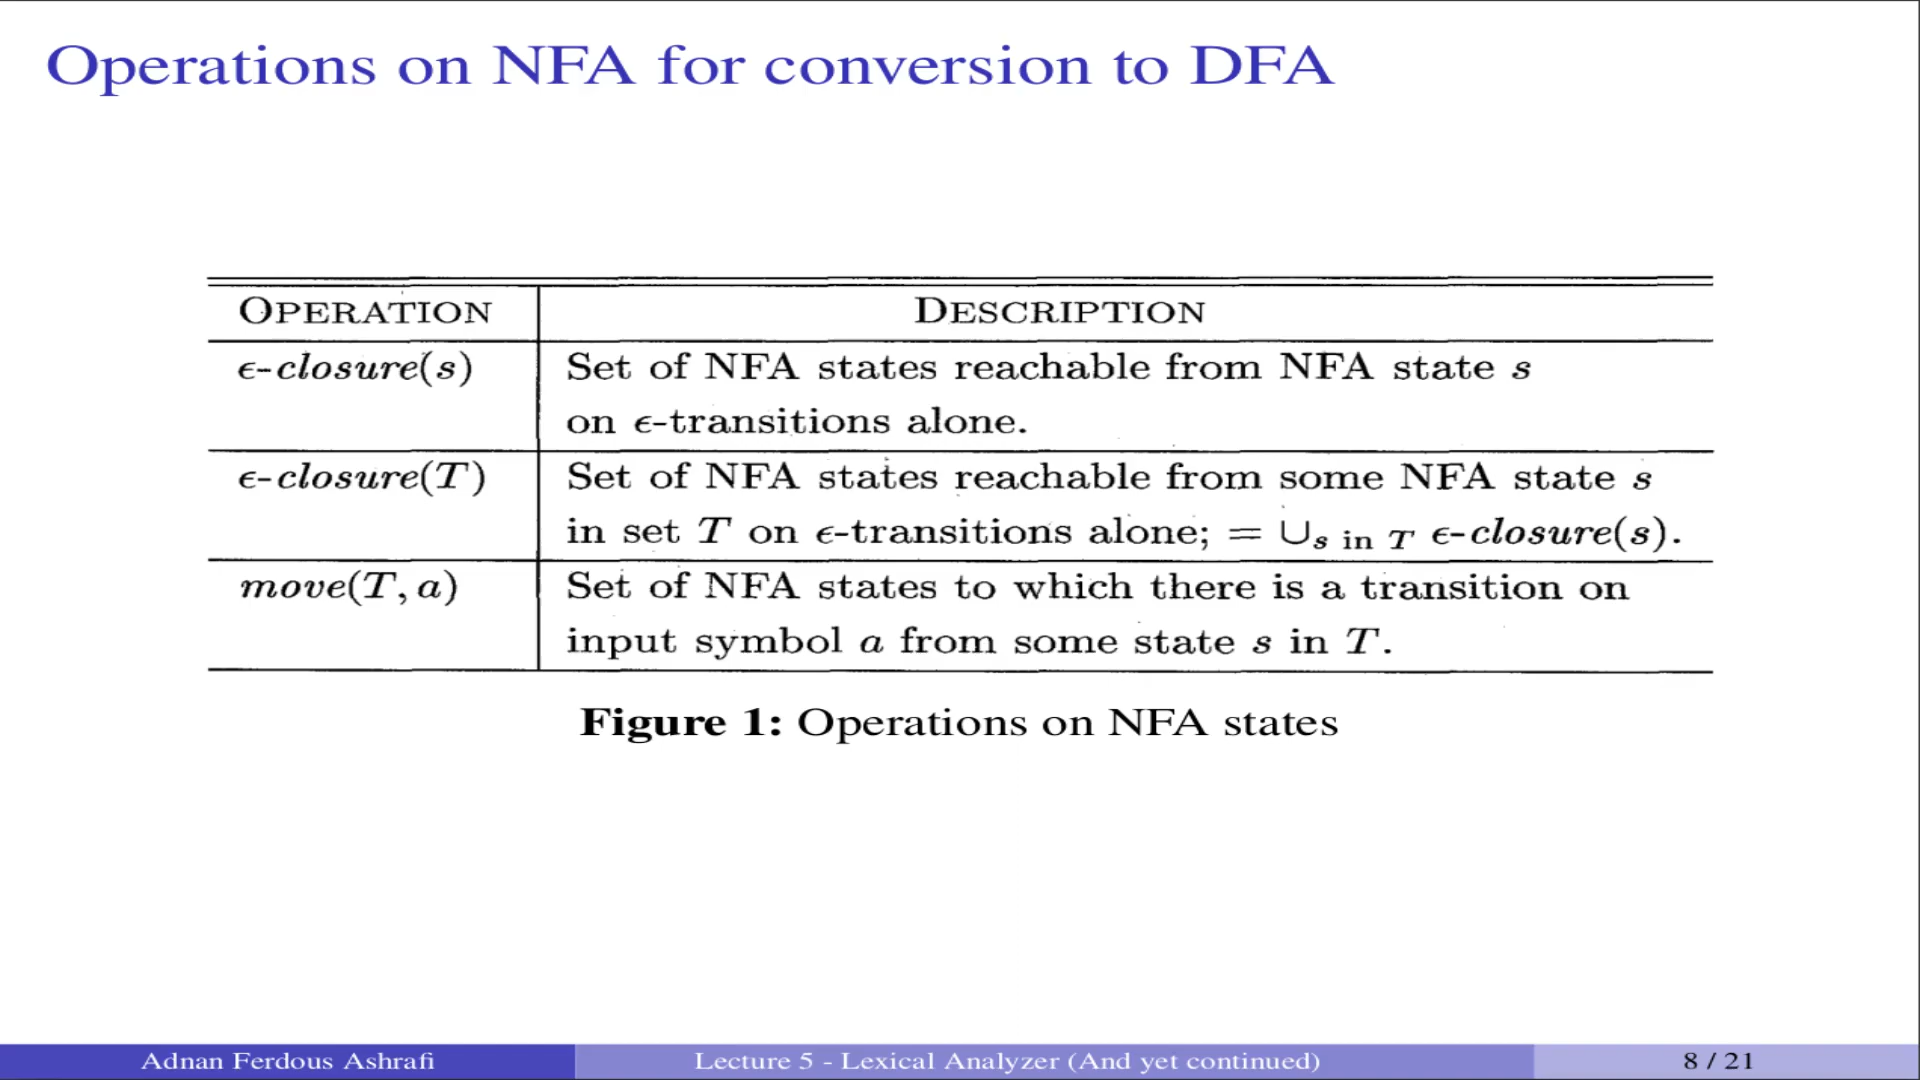 Operations on NFA for conversion to DFA
OPERATION DESCRIPTION
ϵ-closure(s) Set of NFA states reachable from NFA state s
on ϵ-transitions alone.
ϵ-closure(T) Set of NFA states reachable from some NFA state s
in set T on ϵ-transitions alone; = ∪s in T ϵ-closure(s).
move(T, a) Set of NFA states to which there is a transition on
input symbol a from some state s in T.
Figure 1: Operations on NFA states
Adnan Ferdous Ashrafi Lecture 5 - Lexical Analyzer (And yet continued) 8 / 21